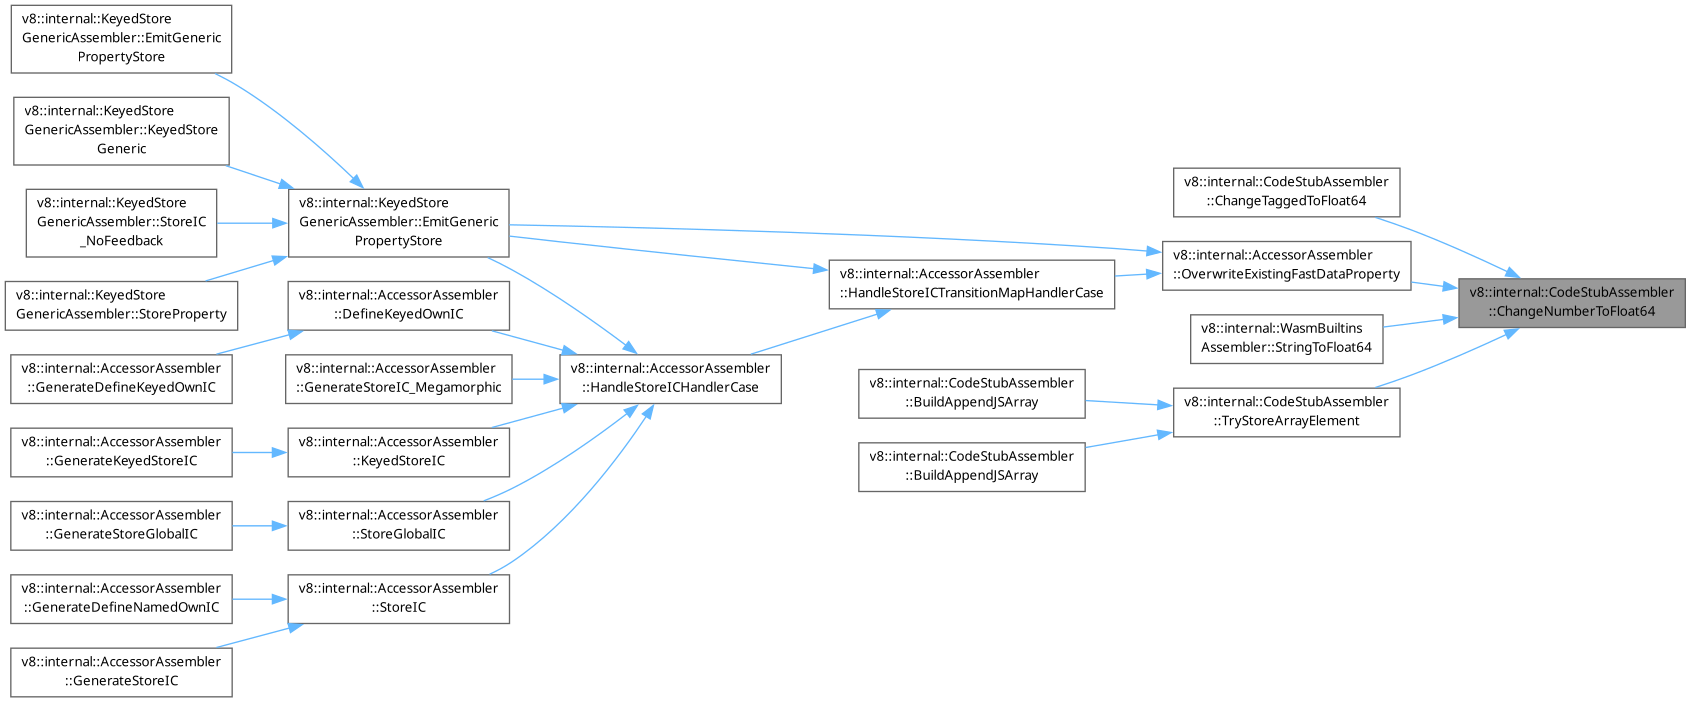 v8::internal::KeyedStore
GenericAssembler::EmitGeneric
PropertyStore
v8::internal::KeyedStore
GenericAssembler::KeyedStore
Generic
v8::internal::KeyedStore
GenericAssembler::StoreIC
_NoFeedback
v8::internal::KeyedStore
GenericAssembler::StoreProperty
v8::internal::AccessorAssembler
::GenerateDefineKeyedOwnIC
v8::internal::AccessorAssembler
::GenerateKeyedStoreIC
v8::internal::AccessorAssembler
::GenerateStoreGlobalIC
v8::internal::AccessorAssembler
::GenerateDefineNamedOwnIC
v8::internal::AccessorAssembler
::GenerateStoreIC
v8::internal::KeyedStore
GenericAssembler::EmitGeneric
PropertyStore
v8::internal::AccessorAssembler
::DefineKeyedOwnIC
v8::internal::AccessorAssembler
::GenerateStoreIC_Megamorphic
v8::internal::AccessorAssembler
::KeyedStoreIC
v8::internal::AccessorAssembler
::StoreGlobalIC
v8::internal::AccessorAssembler
::StoreIC
v8::internal::AccessorAssembler
::HandleStoreICHandlerCase
v8::internal::AccessorAssembler
::HandleStoreICTransitionMapHandlerCase
v8::internal::CodeStubAssembler
::BuildAppendJSArray
v8::internal::CodeStubAssembler
::BuildAppendJSArray
v8::internal::CodeStubAssembler
::ChangeTaggedToFloat64
v8::internal::AccessorAssembler
::OverwriteExistingFastDataProperty
v8::internal::WasmBuiltins
Assembler::StringToFloat64
v8::internal::CodeStubAssembler
::TryStoreArrayElement
v8::internal::CodeStubAssembler
::ChangeNumberToFloat64